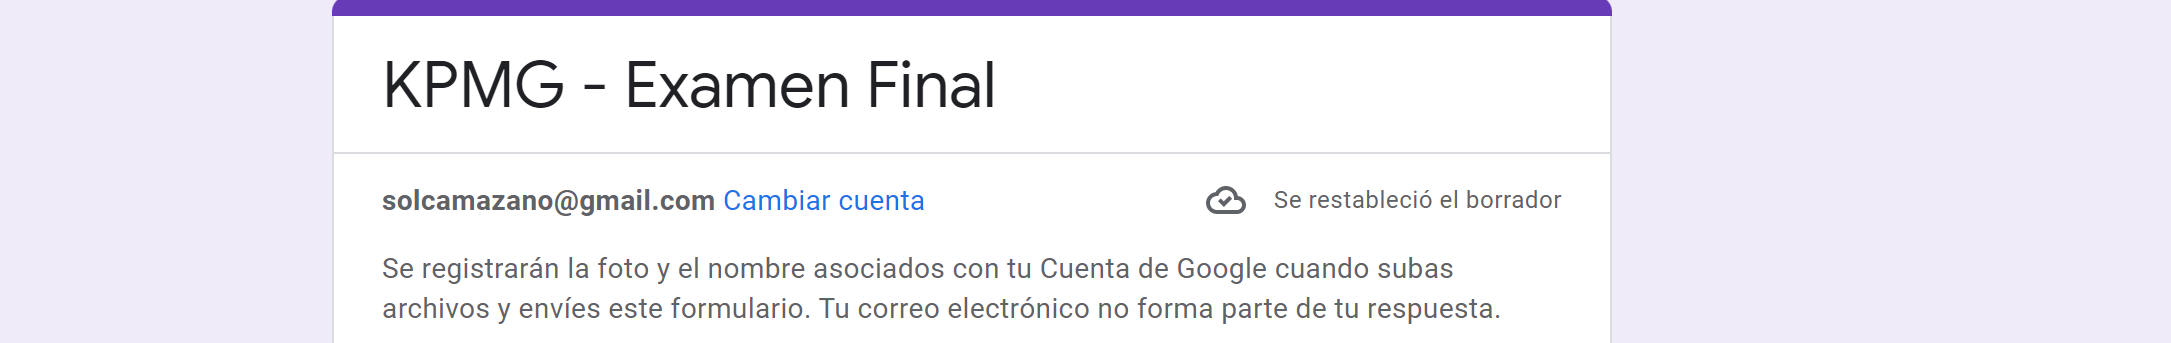 KPMG - Examen Final
solcamazano@gmail.com Cambiar cuenta Se restableció el borrador
Se registrarán la foto y el nombre asociados con tu Cuenta de Google cuando subas
archivos y envíes este formulario. Tu correo electrónico no forma parte de tu respuesta.